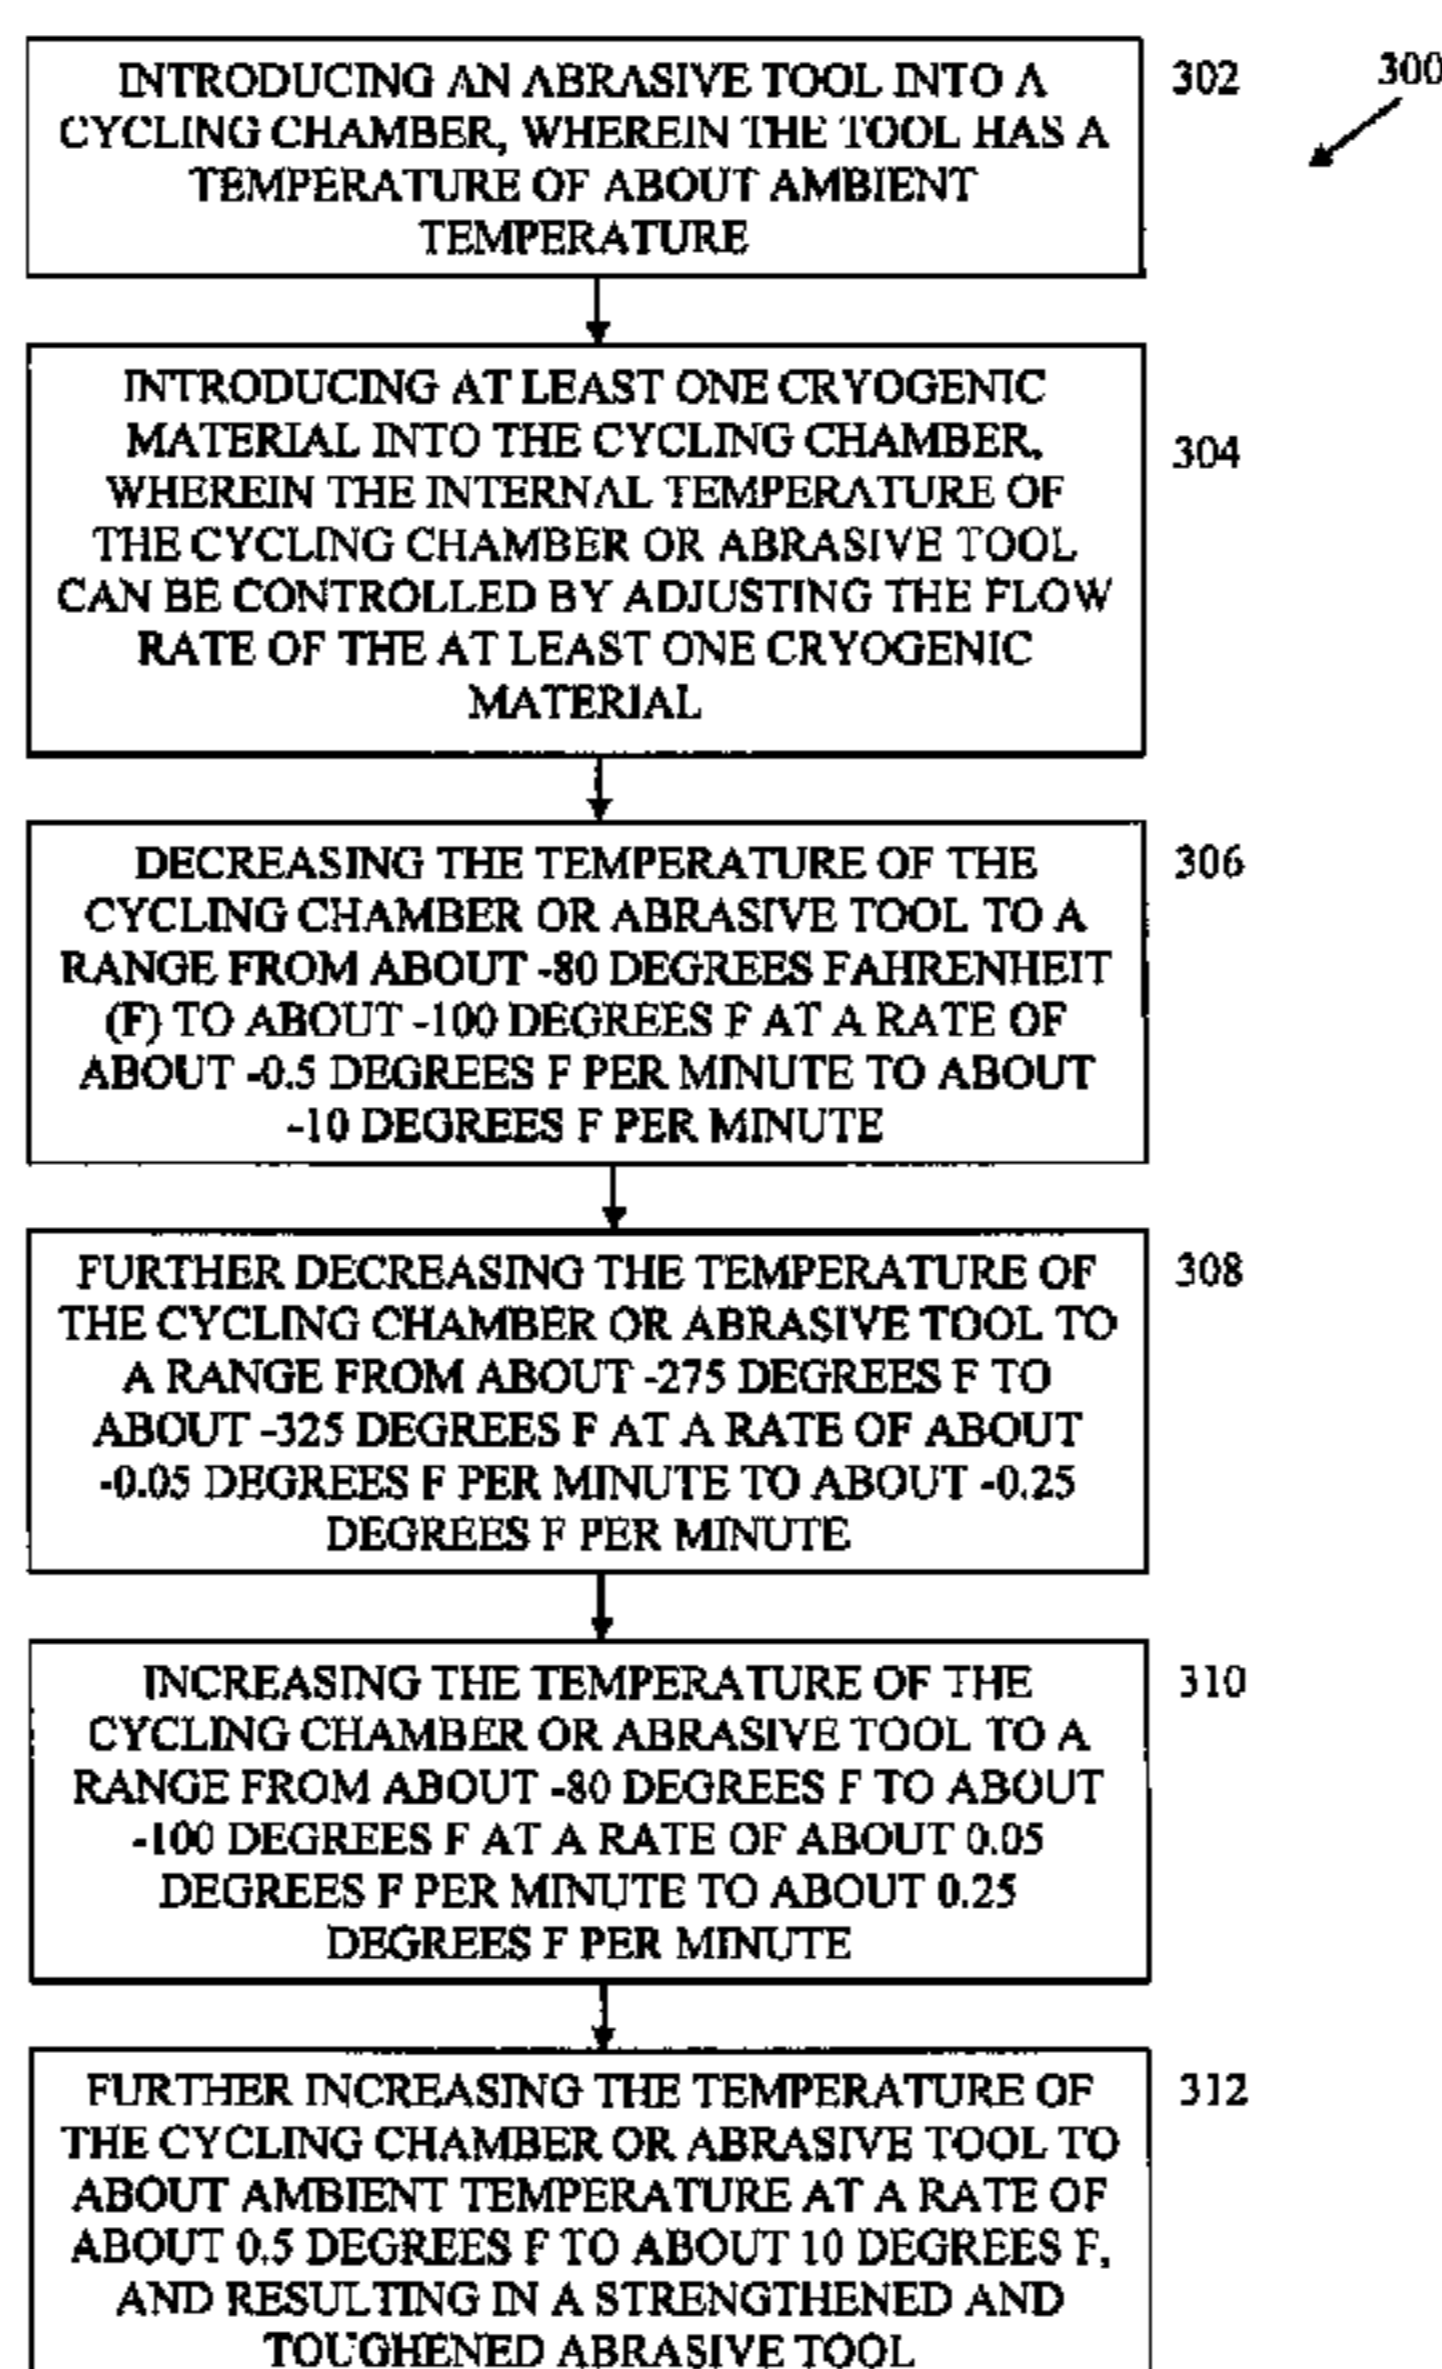 INTRODUCING AN ABRASIVE TOOL INTO A
CYCLING CHAMBER, WHEREIN THE TOOL HAS A
TEMPERATURE OF ABOUT AMBIENT
TEMPERATURE
302
300
INTRODUCING AT LEAST ONE CRYOGENIC
MATERIAL INTO THE CYCLING CHAMBER,
WHEREIN THE INTERNAL TEMPERATURE OF
THE CYCLING CHAMBER OR ABRASIVE TOOL
CAN BE CONTROLLED BY ADJUSTING THE FLOW
RATE OF THE AT LEAST ONE CRYOGENIC
MATERIAL
304
DECREASING THE TEMPERATURE OF THE
CYCLING CHAMBER OR ABRASIVE TOOL TO A
RANGE FROM ABOUT -80 DEGREES FAHRENHEIT
(F) TO ABOUT -100 DEGREES F AT A RATE OF
ABOUT -0.5 DEGREES F PER MINUTE TO ABOUT
-10 DEGREES F PER MINUTE
306
FURTHER DECREASING THE TEMPERATURE OF
THE CYCLING CHAMBER OR ABRASIVE TOOL TO
A RANGE FROM ABOUT -275 DEGREES F TO
ABOUT -325 DEGREES F AT A RATE OF ABOUT
-0.05 DEGREES F PER MINUTE TO ABOUT -0.25
DEGREES F PER MINUTE
308
INCREASING THE TEMPERATURE OF THE
CYCLING CHAMBER OR ABRASIVE TOOL TO A
RANGE FROM ABOUT -80 DEGREES F TO ABOUT
-100 DEGREES F AT A RATE OF ABOUT 0.05
DEGREES F PER MINUTE TO ABOUT 0.25
DEGREES F PER MINUTE
310
FURTHER INCREASING THE TEMPERATURE OF
THE CYCLING CHAMBER OR ABRASIVE TOOL TO
ABOUT AMBIENT TEMPERATURE AT A RATE OF
ABOUT 0.5 DEGREES F TO ABOUT 10 DEGREES F,
AND RESULTING IN A STRENGTHENED AND
TOUGHENED ABRASIVE TOOL
312